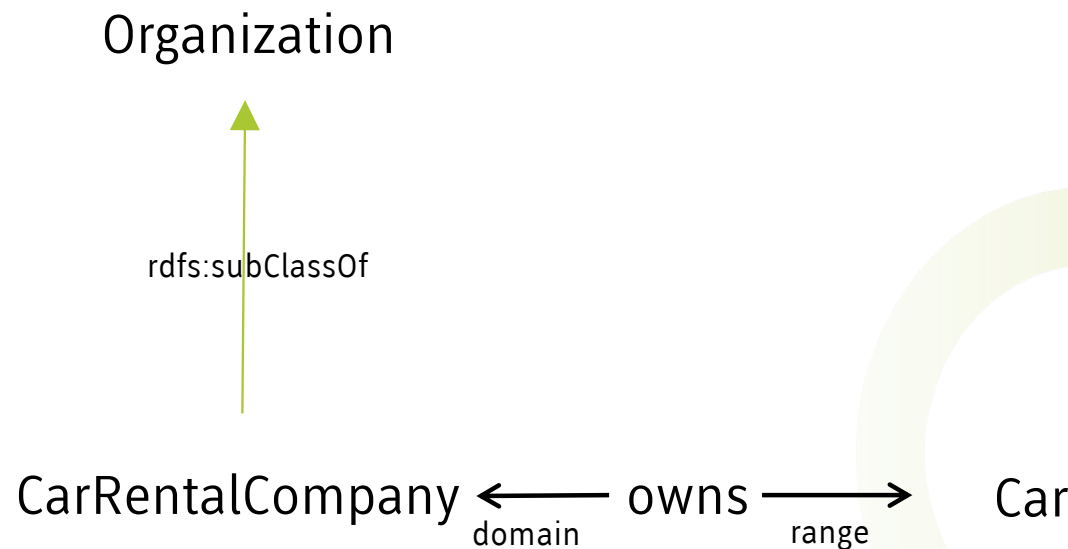 Organization
rdfs:subClassOf
CarRentalCompany owns Car
domain range